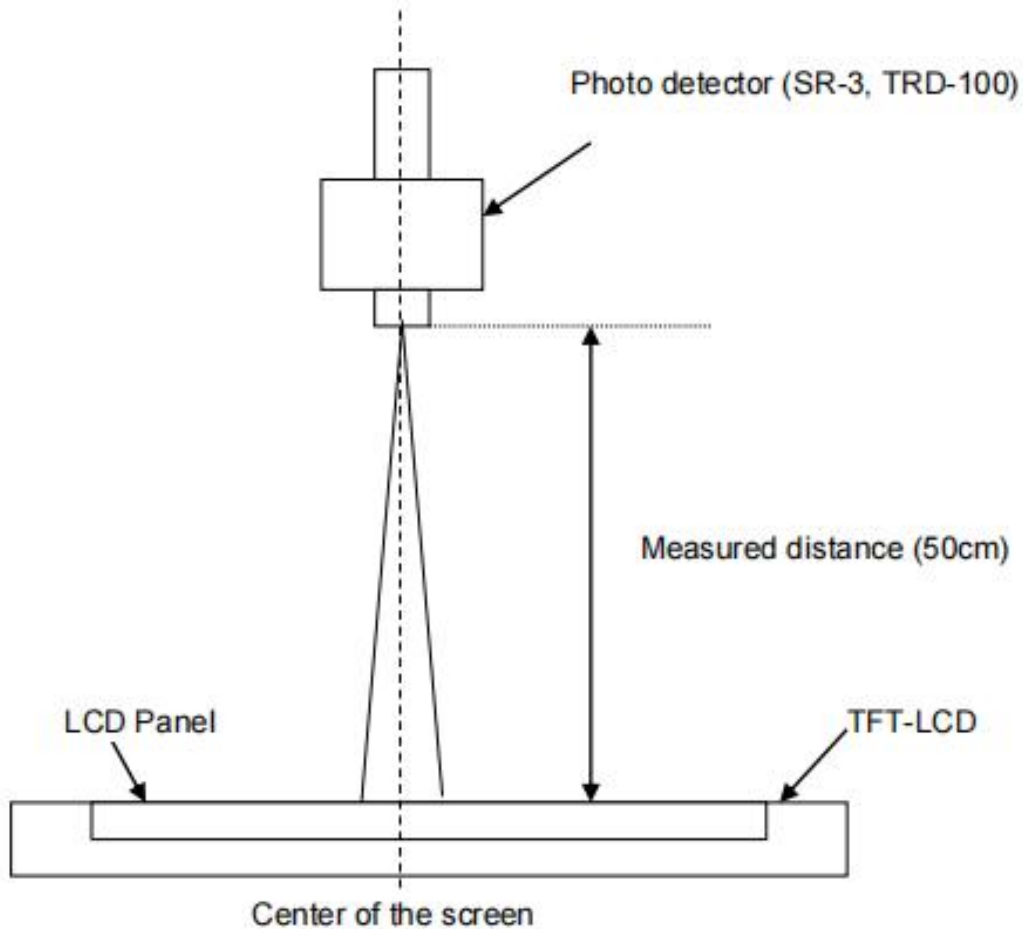 Photo detector (SR-3, TRD-100)
Measured distance (50cm)
LCD Panel
TFT-LCD
Center of the screen